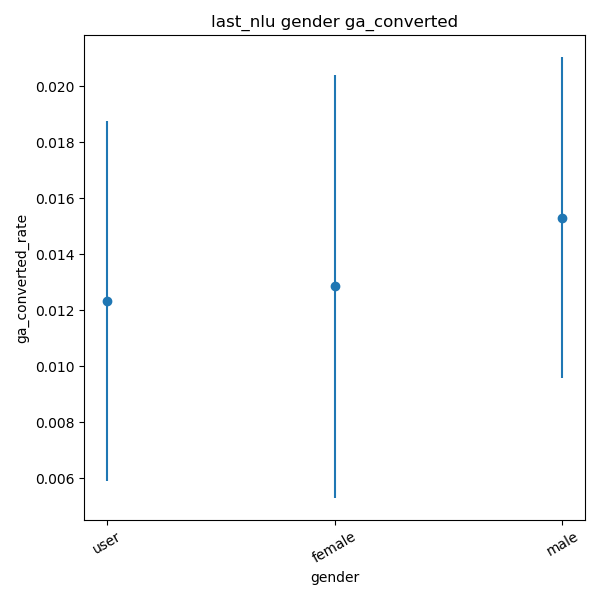 last_nlu gender ga_converted
0.020
0.018
0.016
0.014
0.012
0.010
0.008
0.006
ga_converted_rate
user
female
male
gender